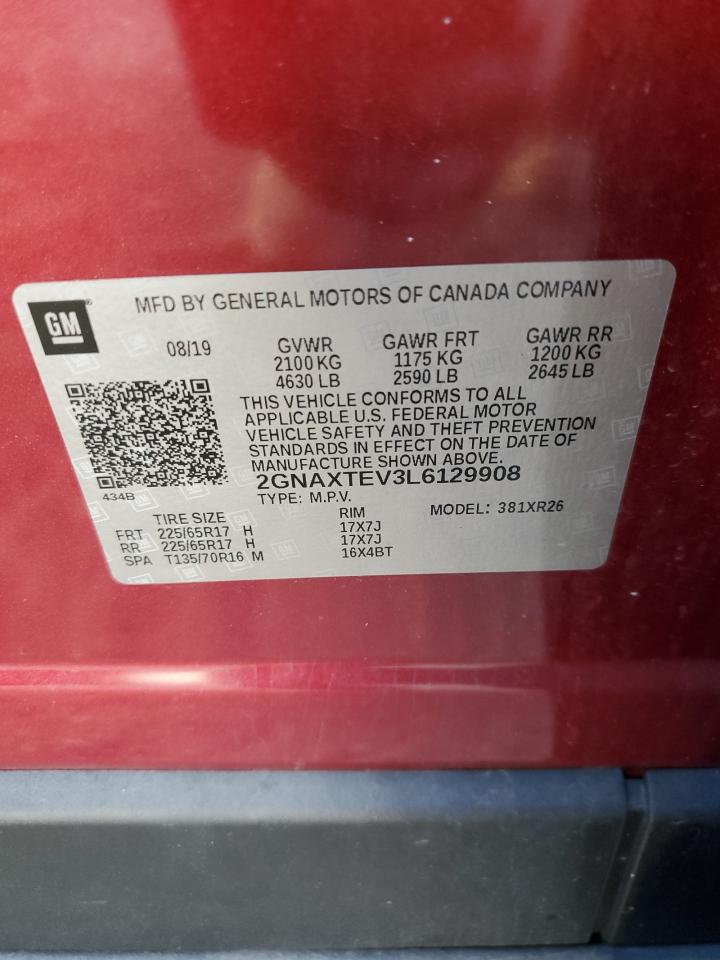 GM
MFD BY GENERAL MOTORS OF CANADA COMPANY
08/19
GVWR GAWR FRT GAWR RR
2100 KG 1175 KG 1200 KG
4630 LB 2590 LB 2645 LB
THIS VEHICLE CONFORMS TO ALL
APPLICABLE U.S. FEDERAL MOTOR
VEHICLE SAFETY AND THEFT PREVENTION
STANDARDS IN EFFECT ON THE DATE OF
MANUFACTURE SHOWN ABOVE.
434B
2GNAXTEV3L6129908
TYPE: M.P.V. MODEL: 381XR26
TIRE SIZE RIM
FRT 225/65R17 H 17X7J
RR 225/65R17 H 17X7J
SPA T135/70R16 M 16X4BT